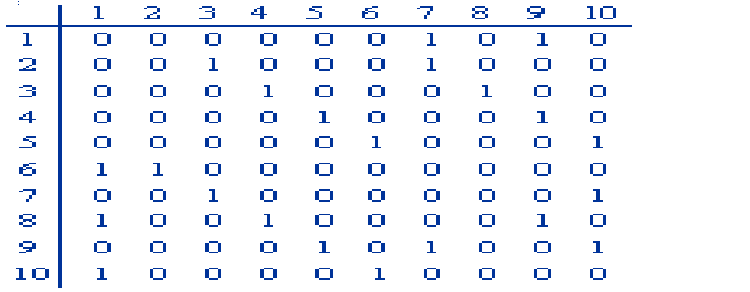 1 2 3 4 5 6 7 8 9 10
1 0 0 0 0 0 0 1 0 1 0
2 0 0 1 0 0 0 1 0 0 0
3 0 0 0 1 0 0 0 1 0 0
4 0 0 0 0 1 0 0 0 1 0
5 0 0 0 0 0 1 0 0 0 1
6 1 1 0 0 0 0 0 0 0 0
7 0 0 1 0 0 0 0 0 0 1
8 1 0 0 1 0 0 0 0 1 0
9 0 0 0 0 1 0 1 0 0 1
10 1 0 0 0 0 1 0 0 0 0